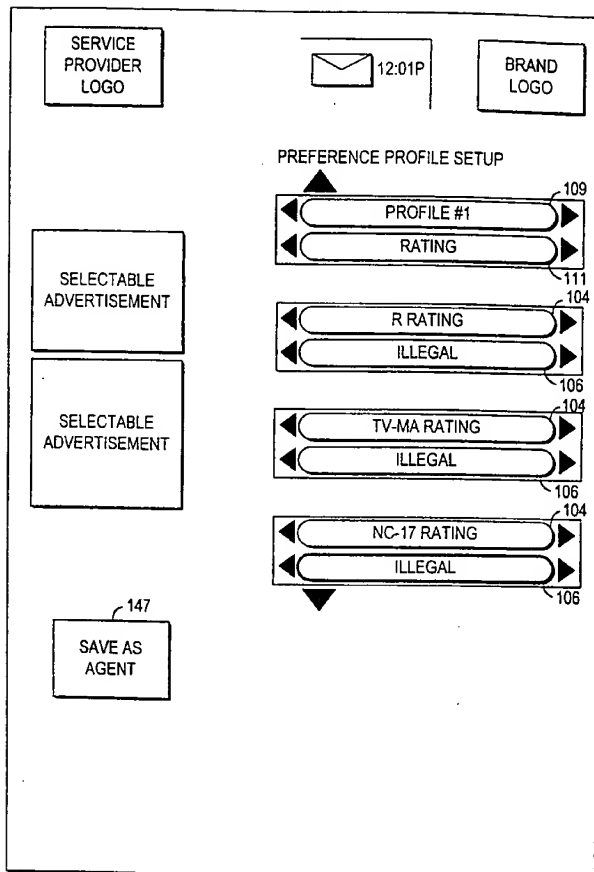 SERVICE
PROVIDER
LOGO
12:01P
BRAND
LOGO
PREFERENCE PROFILE SETUP
109
PROFILE #1
RATING
111
SELECTABLE
ADVERTISEMENT
104
R RATING
ILLEGAL
106
SELECTABLE
ADVERTISEMENT
104
TV-MA RATING
ILLEGAL
106
104
NC-17 RATING
ILLEGAL
106
147
SAVE AS
AGENT